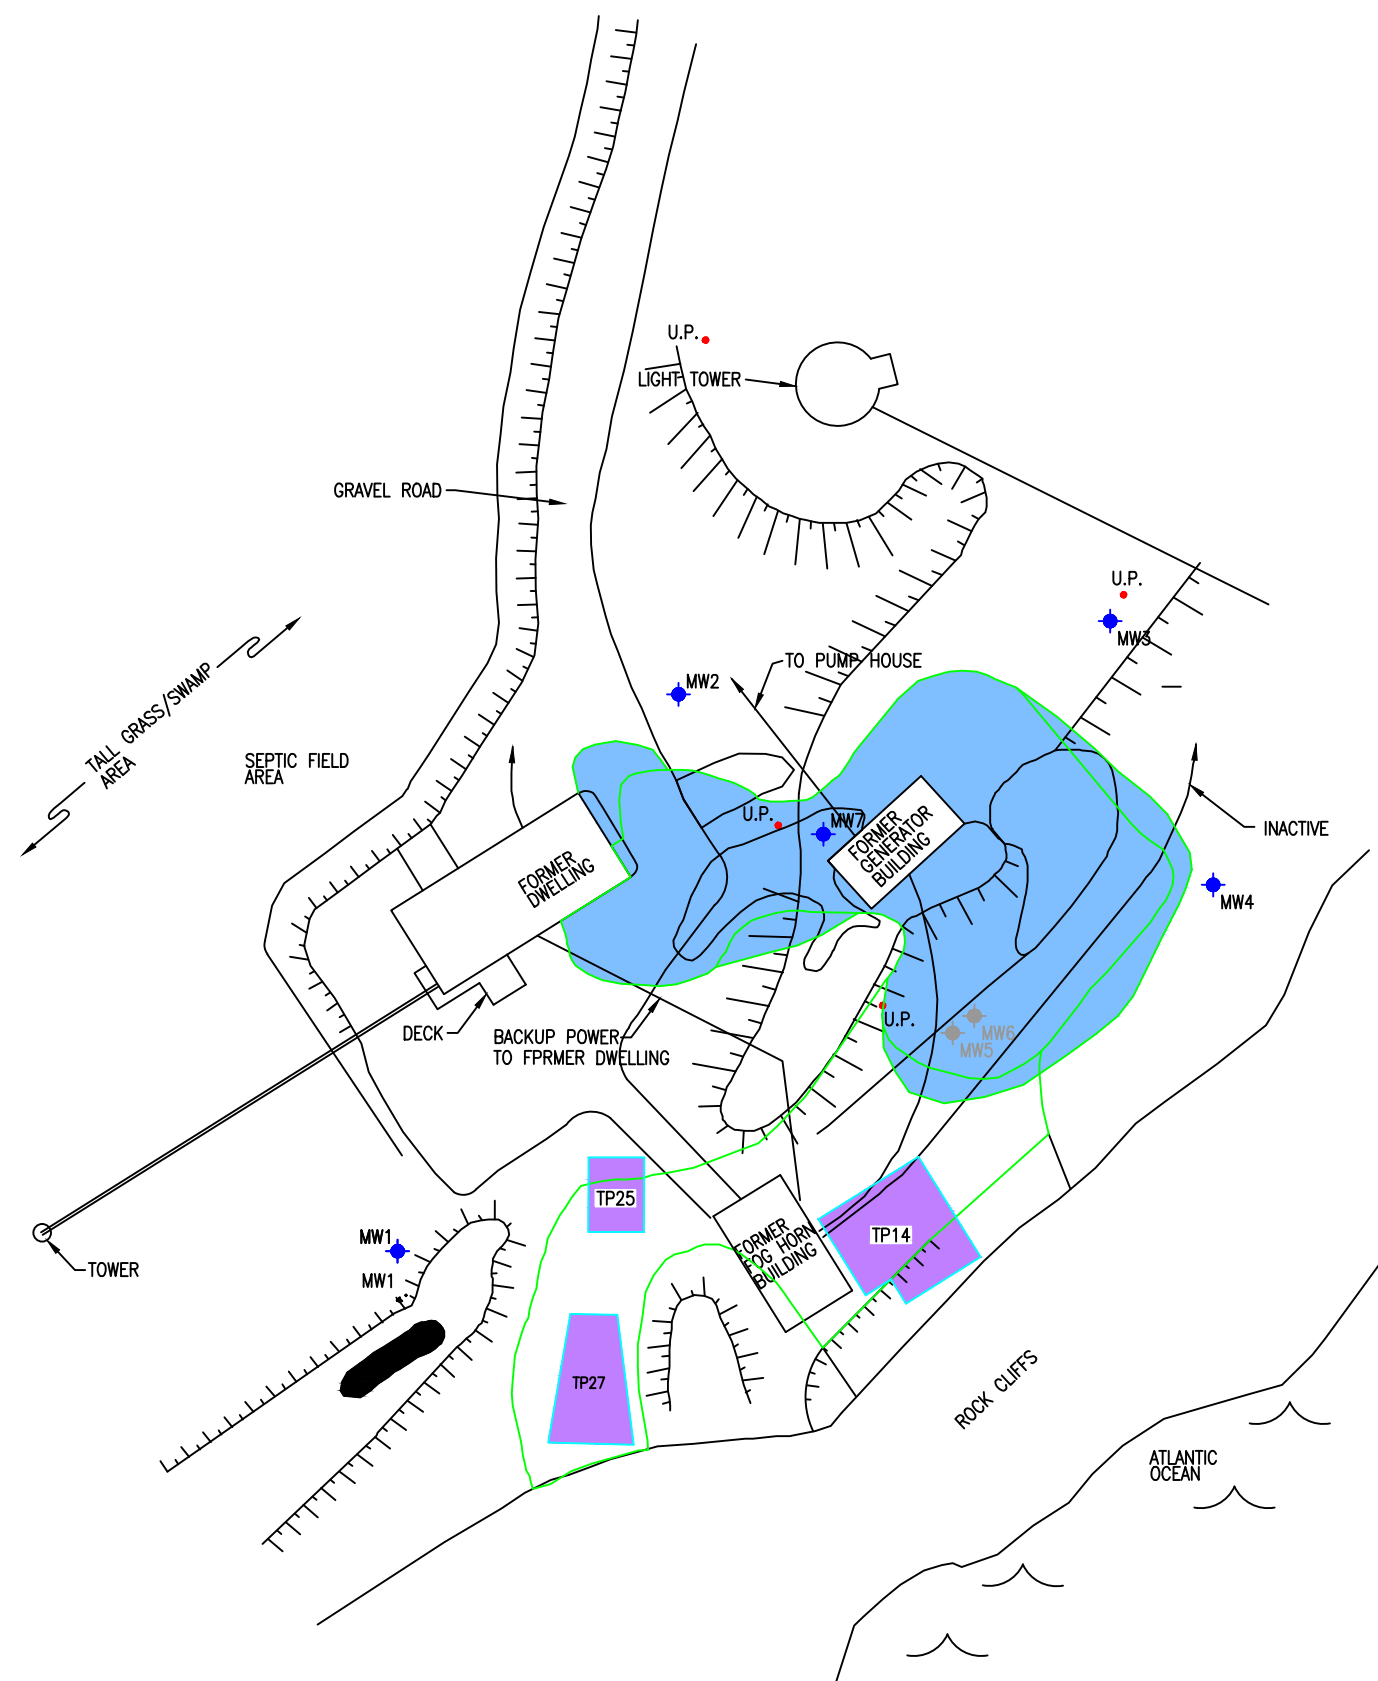 U.P.
LIGHT TOWER
GRAVEL ROAD
U.P.
MW3
TO PUMP HOUSE
MW2
TALL GRASS/SWAMP
AREA
SEPTIC FIELD
AREA
U.P.
MW7
FORMER
GENERATOR
BUILDING
INACTIVE
FORMER
DWELLING
MW4
DECK
BACKUP POWER
TO FPRMER DWELLING
U.P.
MW6
MW5
TP25
MW1
TP14
FORMER
FOG HORN
BUILDING
TOWER
MW1
TP27
ROCK CLIFFS
ATLANTIC
OCEAN